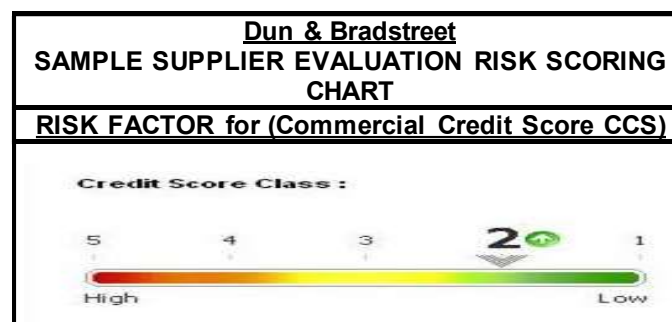 Dun & Bradstreet
SAMPLE SUPPLIER EVALUATION RISK SCORING
CHART
RISK FACTOR for (Commercial Credit Score CCS)
Credit Score Class :
5 4 3 2 1
High Low